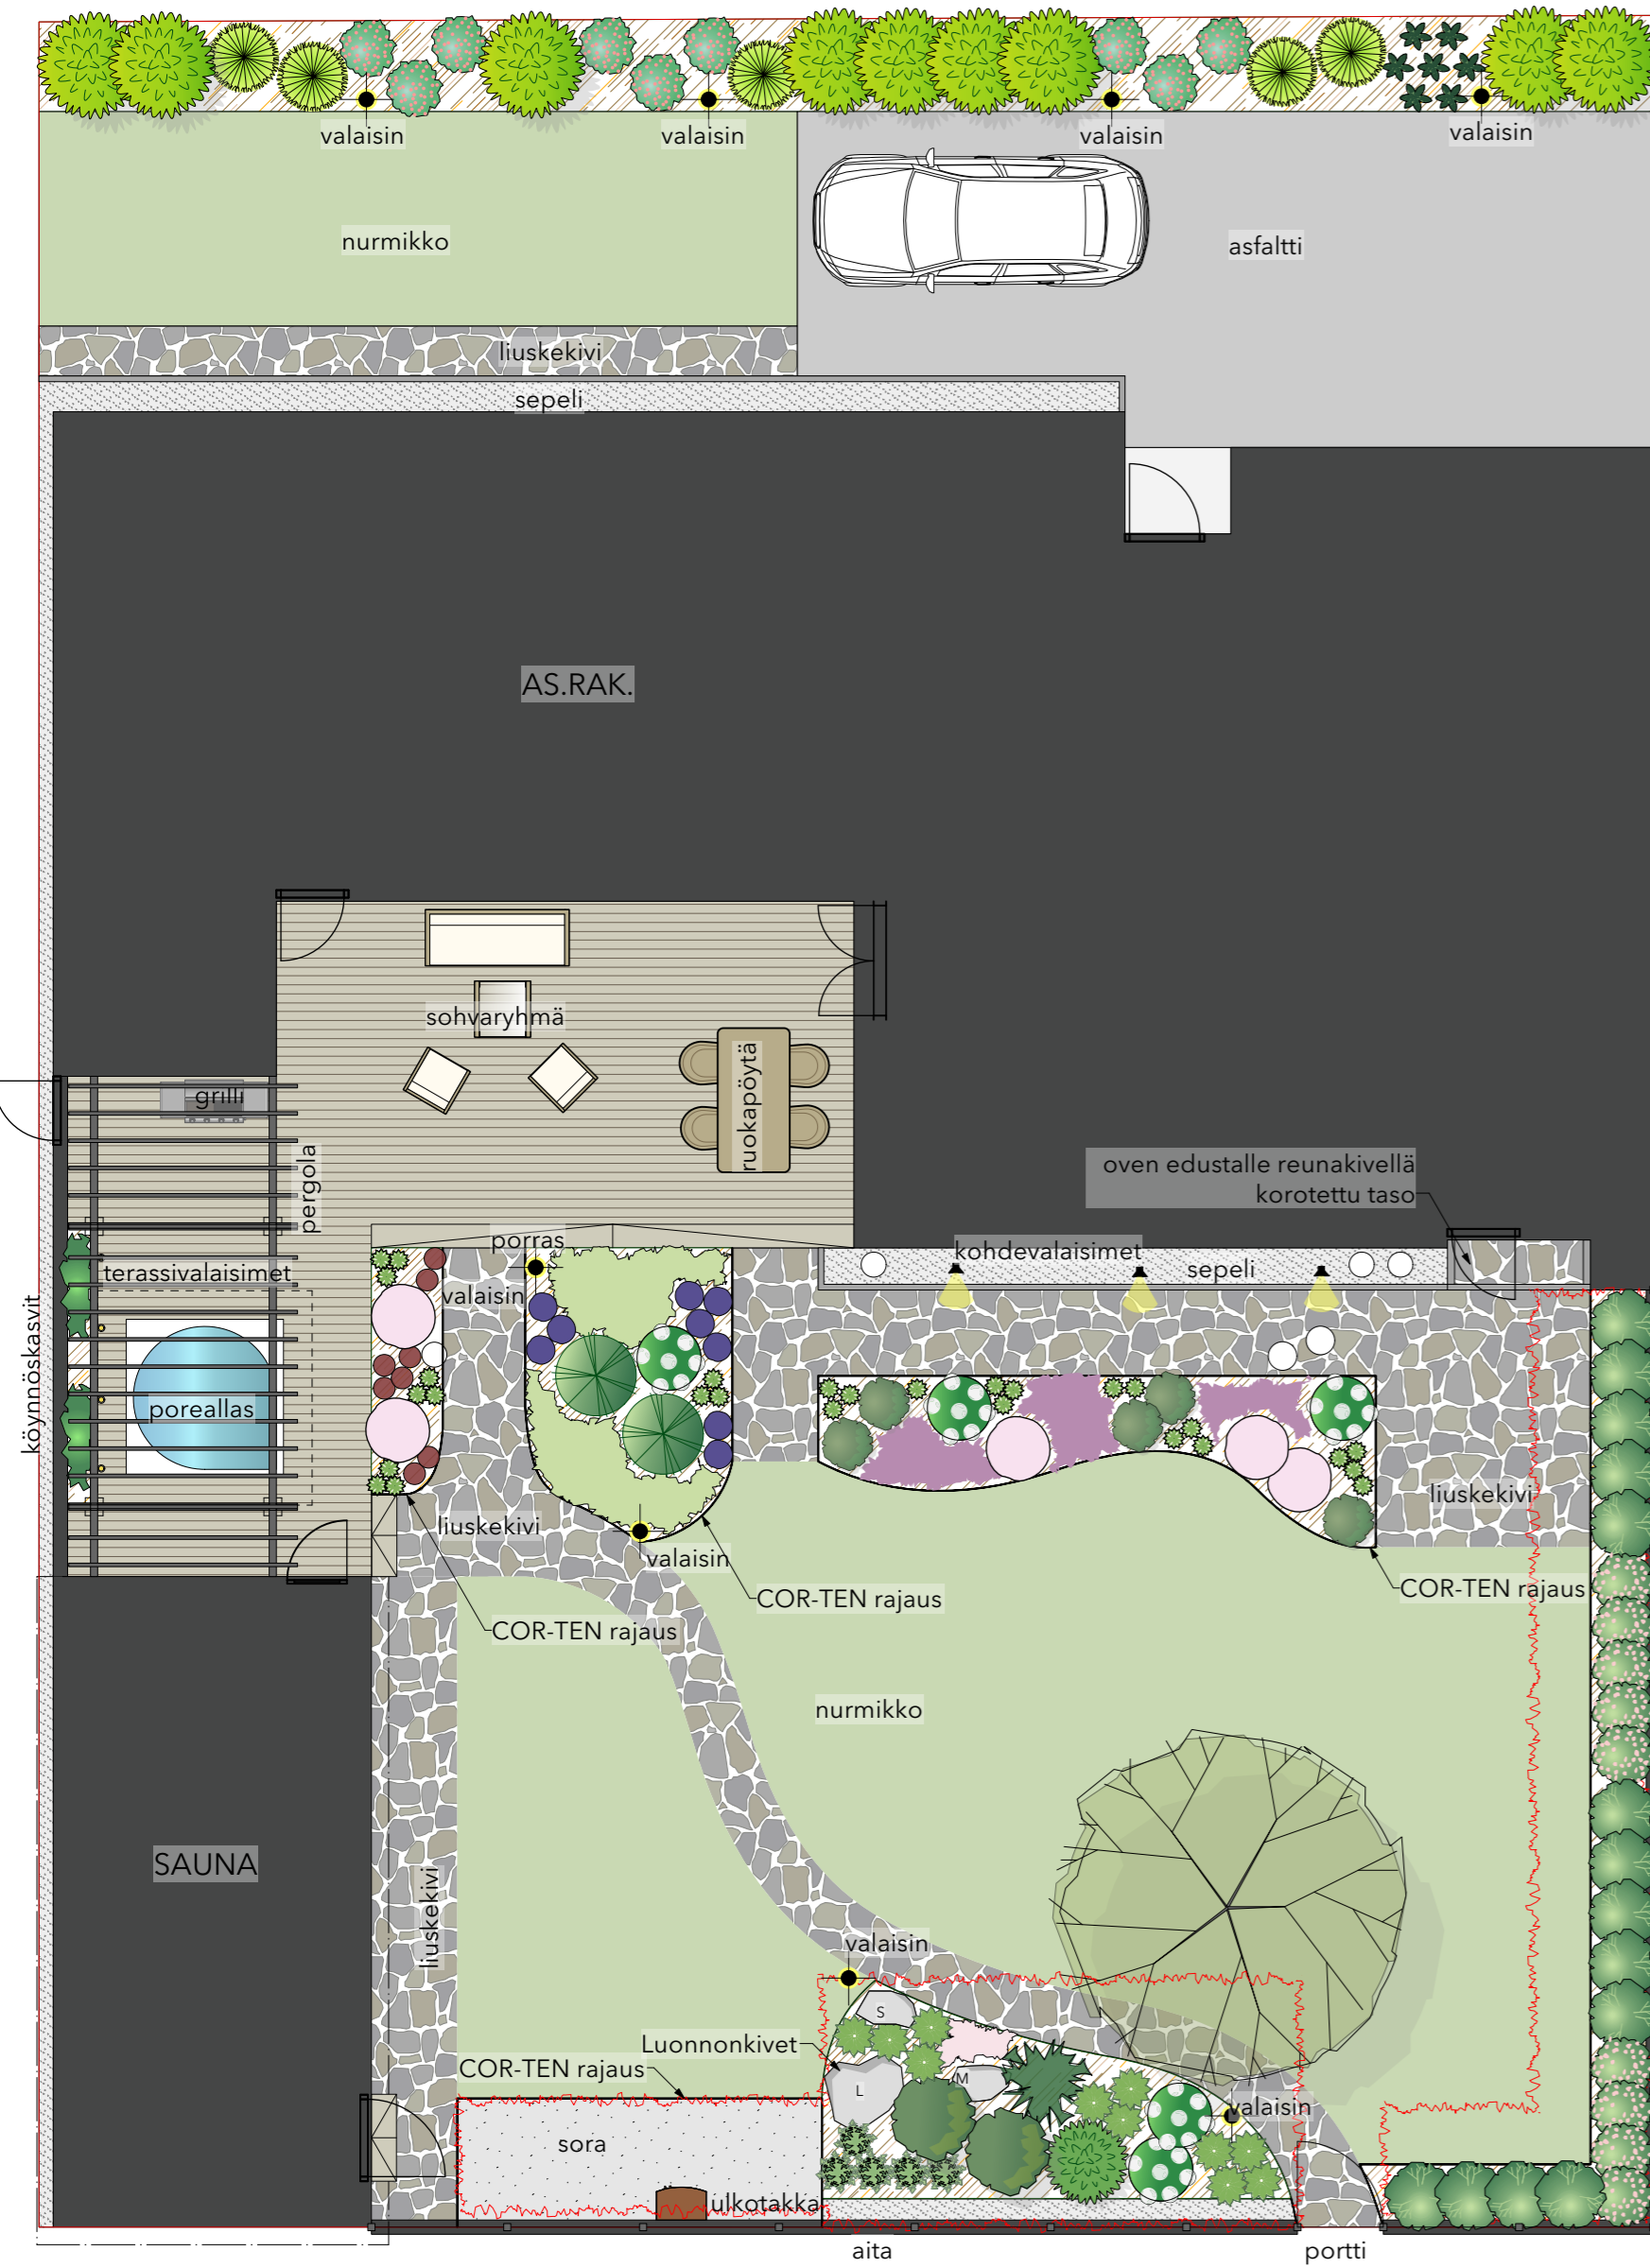 valaisin
valaisin
valaisin
valaisin
nurmikko
asfaltti
liuskekivi
sepeli
AS.RAK.
sohvaryhmä
ruokapöytä
grilli
pergola
oven edustalle reunakivellä
korotettu taso
porras
kohdevalaisimet
sepeli
terassivalaisimet
valaisin
köynnöskasvit
poreallas
liuskekivi
liuskekivi
valaisin
COR-TEN rajaus
COR-TEN rajaus
COR-TEN rajaus
nurmikko
SAUNA
liuskekivi
valaisin
S
Luonnonkivet
COR-TEN rajaus
M
L
valaisin
sora
ulkotakka
aita
portti